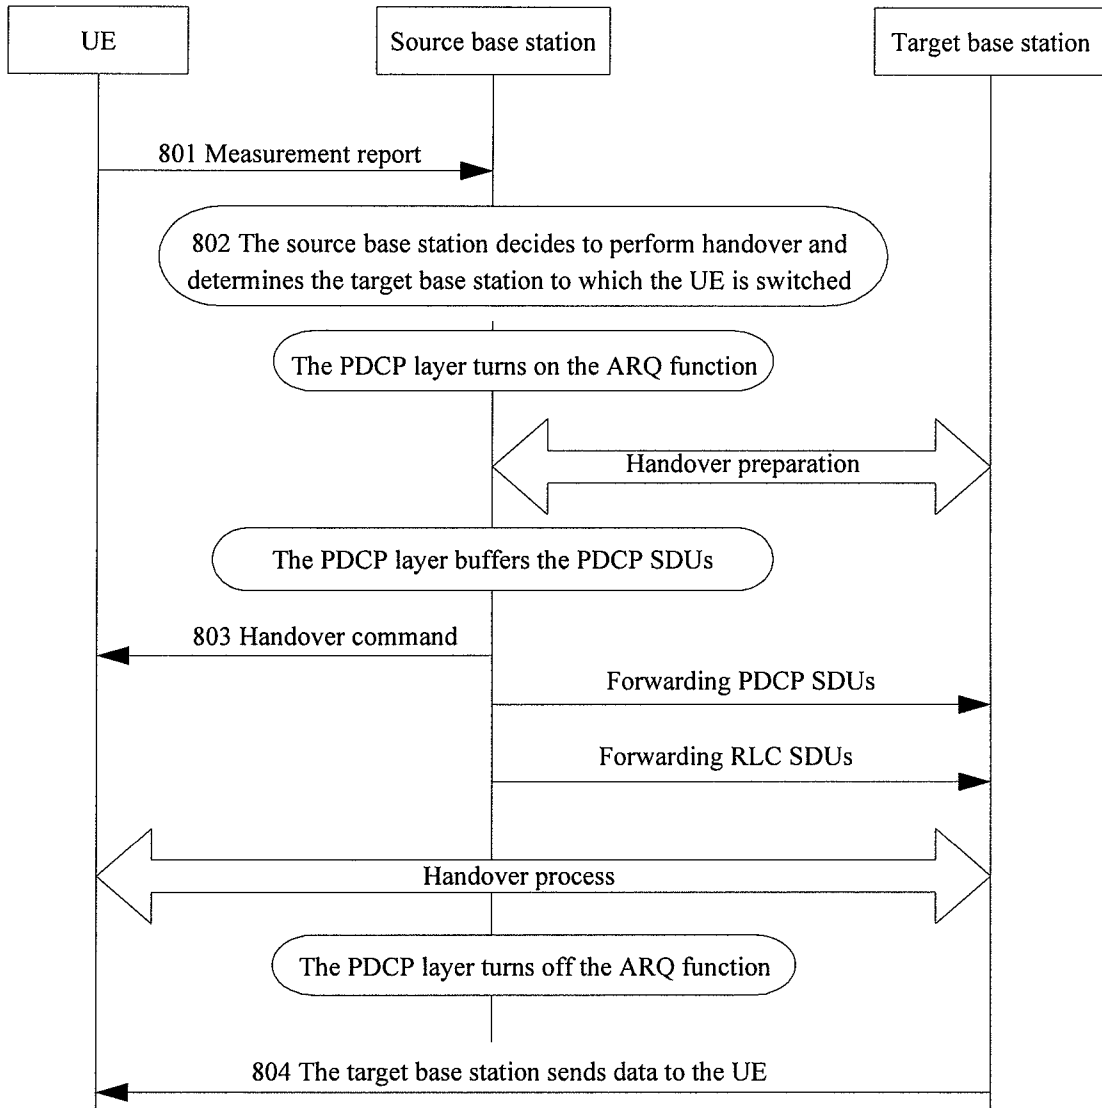 UE
Source base station
Target base station
801 Measurement report
802 The source base station decides to perform handover and
determines the target base station to which the UE is switched
The PDCP layer turns on the ARQ function
Handover preparation
The PDCP layer buffers the PDCP SDUs
803 Handover command
Forwarding PDCP SDUs
Forwarding RLC SDUs
Handover process
The PDCP layer turns off the ARQ function
804 The target base station sends data to the UE